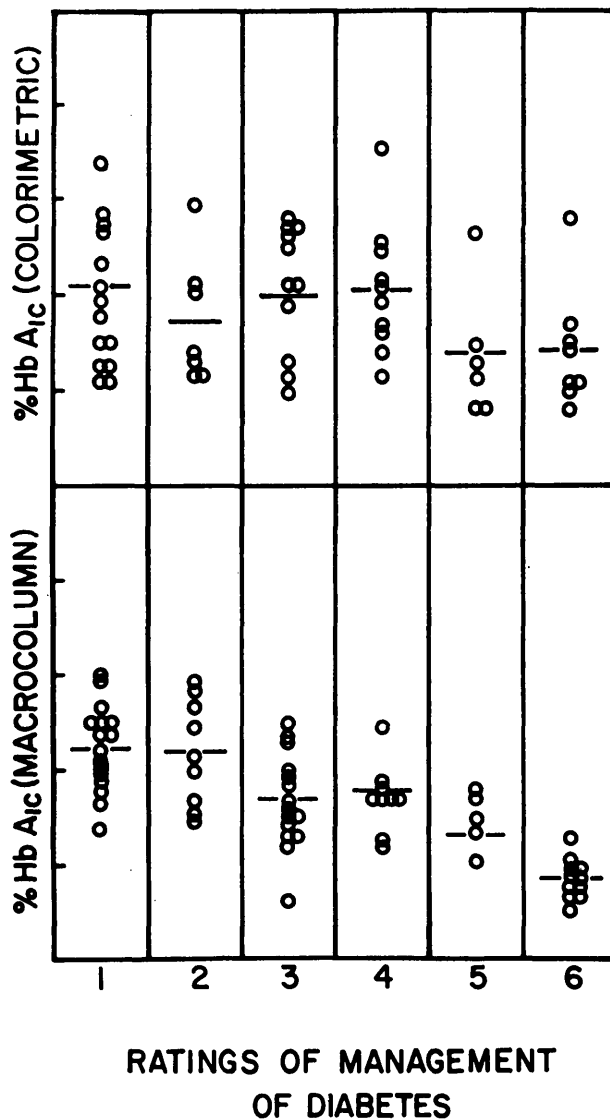 %Hb A1C (COLORIMETRIC)
%Hb A1C (MACROCOLUMN)
1 2 3 4 5 6
RATINGS OF MANAGEMENT
OF DIABETES